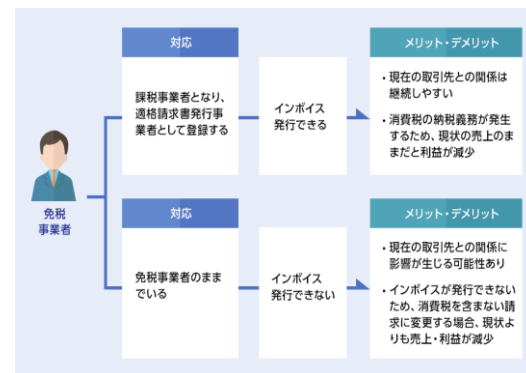 対応
メリット・デメリット
課税事業者となり、
適格請求書発行事
業者として登録する
インボイス
発行できる
・現在の取引先との関係は
継続しやすい
・消費税の納税義務が発生
するため、現状の売上のま
まだと利益が減少
免税
事業者
対応
メリット・デメリット
免税事業者のまま
でいる
インボイス
発行できない
・現在の取引先との関係に
影響が生じる可能性あり
・インボイスが発行できない
ため、消費税を含まない請
求に変更する場合、現状よ
りも売上・利益が減少